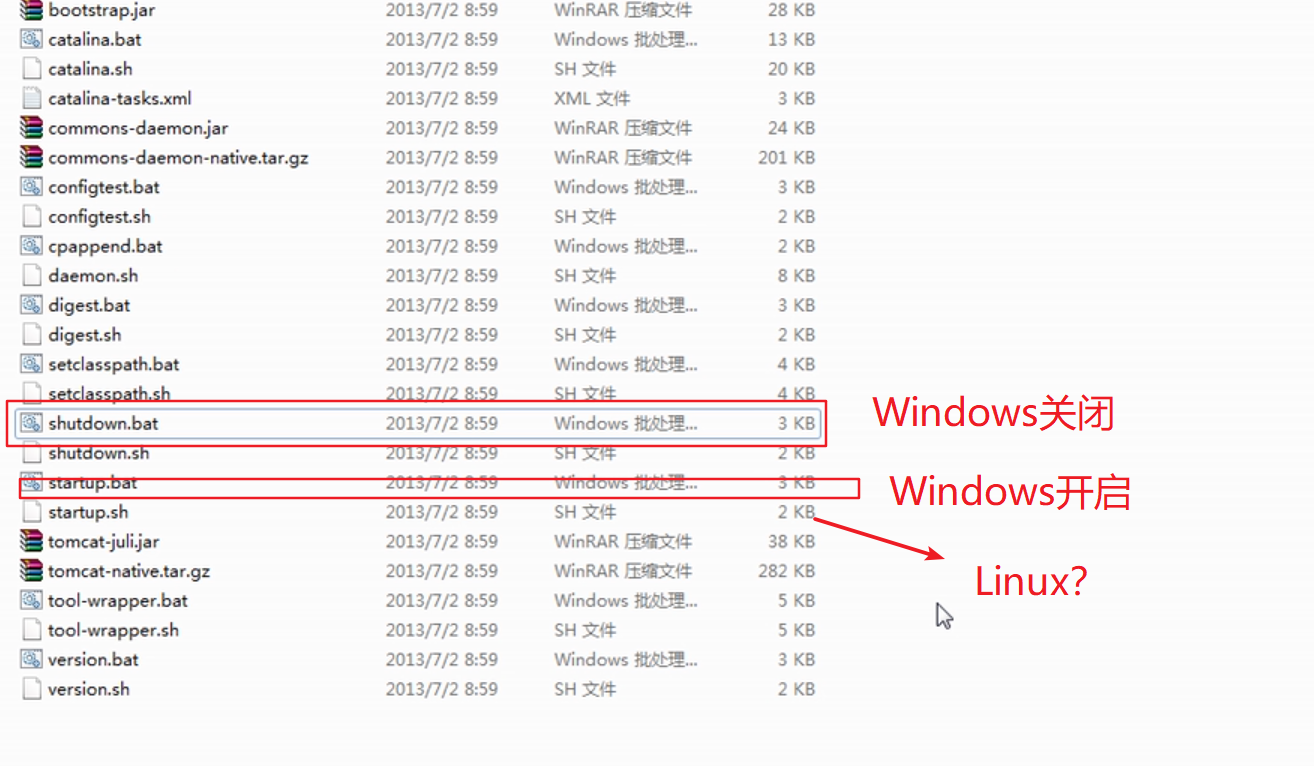 bootstrap.jar 2013/7/2 8:59 WinRAR 压缩文件 28 KB
catalina.bat 2013/7/2 8:59 Windows 批处理... 13 KB
catalina.sh 2013/7/2 8:59 SH 文件 20 KB
catalina-tasks.xml 2013/7/2 8:59 XML 文件 3 KB
commons-daemon.jar 2013/7/2 8:59 WinRAR 压缩文件 24 KB
commons-daemon-native.tar.gz 2013/7/2 8:59 WinRAR 压缩文件 201 KB
configtest.bat 2013/7/2 8:59 Windows 批处理... 3 KB
configtest.sh 2013/7/2 8:59 SH 文件 2 KB
cpappend.bat 2013/7/2 8:59 Windows 批处理... 2 KB
daemon.sh 2013/7/2 8:59 SH 文件 8 KB
digest.bat 2013/7/2 8:59 Windows 批处理... 3 KB
digest.sh 2013/7/2 8:59 SH 文件 2 KB
setclasspath.bat 2013/7/2 8:59 Windows 批处理... 4 KB
setclasspath.sh 2013/7/2 8:59 SH 文件 4 KB
shutdown.bat 2013/7/2 8:59 Windows 批处理... 3 KB Windows关闭
shutdown.sh 2013/7/2 8:59 SH 文件 2 KB
startup.bat 2013/7/2 8:59 Windows 批处理... 3 KB Windows开启
startup.sh 2013/7/2 8:59 SH 文件 2 KB
tomcat-juli.jar 2013/7/2 8:59 WinRAR 压缩文件 38 KB
tomcat-native.tar.gz 2013/7/2 8:59 WinRAR 压缩文件 282 KB Linux?
tool-wrapper.bat 2013/7/2 8:59 Windows 批处理... 5 KB
tool-wrapper.sh 2013/7/2 8:59 SH 文件 5 KB
version.bat 2013/7/2 8:59 Windows 批处理... 3 KB
version.sh 2013/7/2 8:59 SH 文件 2 KB